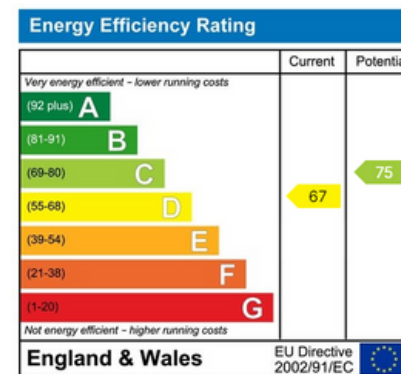 Energy Efficiency Rating
Current
Very energy efficient – lower running costs
(92 plus) A
(81-91) B
(69-80) C
75
(55-68) D
67
(39-54) E
(21-38) F
(1-20) G
Not energy efficient – higher running costs
England & Wales
EU Directive
2002/91/EC